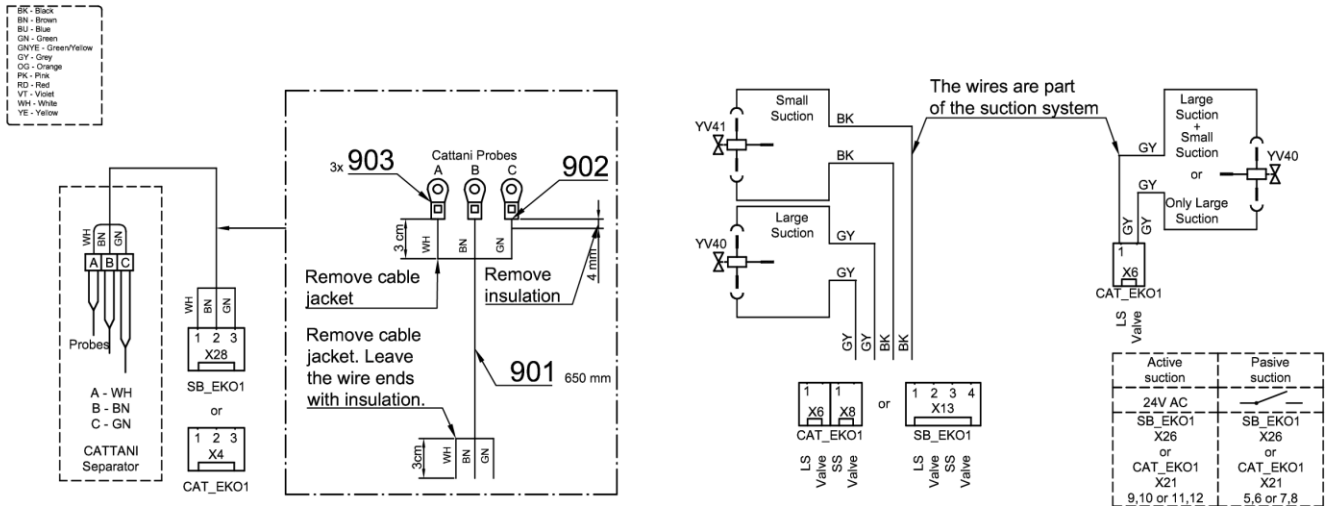 BK - Black
BN - Brown
BU - Blue
GN - Green
GNYE - Green/Yellow
GY - Grey
OG - Orange
PK - Pink
RD - Red
VT - Violet
WH - White
YE - Yellow
WH
BN
GN
A B C
Probes
A - WH
B - BN
C - GN
CATTANI
Separator
WH
BN
GN
1 2 3
X28
SB_EKO1
or
1 2 3
X4
CAT_EKO1
Cattani Probes
3x 903
A B C
902
3 cm
WH
BN
GN
4 mm
Remove cable
jacket
Remove
insulation
Remove cable
jacket. Leave
the wire ends
with insulation.
901 650 mm
3cm
WH
BN
GN
YV41
Small
Suction
BK
BK
YV40
Large
Suction
GY
GY
GY
GY
BK
BK
1 1
X6 X8
CAT_EKO1
LS
Valve
SS
Valve
or
1 2 3 4
X13
SB_EKO1
LS
Valve
SS
Valve
The wires are part
of the suction system
Large
Suction
+
Small
Suction
or
Only Large
Suction
YV40
GY
GY
GY
GY
1
X6
CAT_EKO1
LS
Valve
Active
suction
Pasive
suction
24V AC
SB_EKO1
X26
or
CAT_EKO1
X21
9,10 or 11,12
SB_EKO1
X26
or
CAT_EKO1
X21
5,6 or 7,8